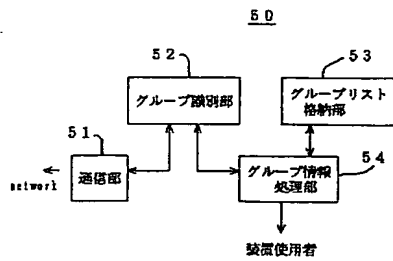 50
52
53
グループ識別部
グループリスト
格納部
51
通信部
network
グループ情報
処理部
54
装置使用者